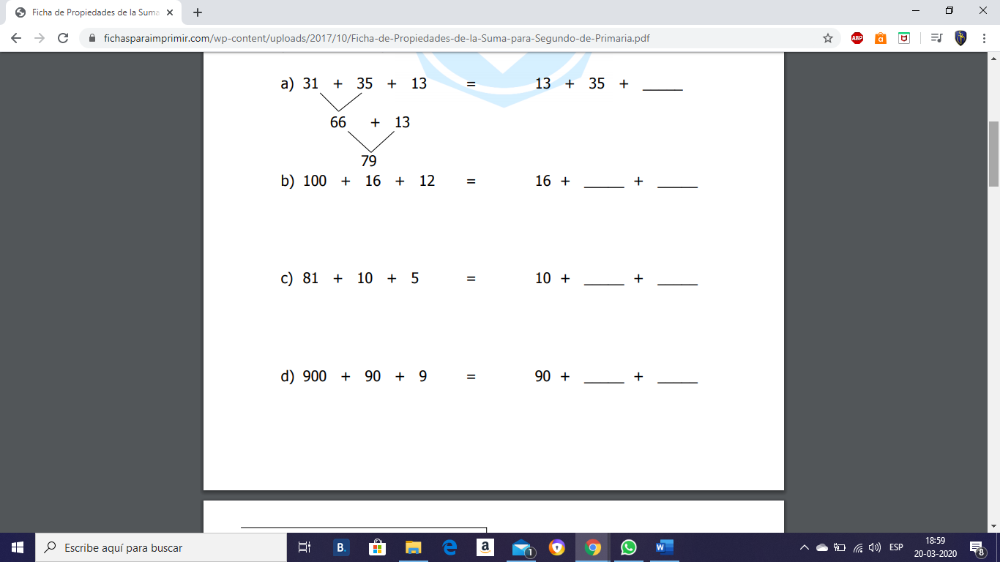 Ficha de Propiedades de la Suma
fichasparaimprimir.com/wp-content/uploads/2017/10/Ficha-de-Propiedades-de-la-Suma-para-Segundo-de-Primaria.pdf
ABP
a
a) 31 + 35 + 13 = 13 + 35 + _____
66 + 13
79
b) 100 + 16 + 12 = 16 + _____ + _____
c) 81 + 10 + 5 = 10 + _____ + _____
d) 900 + 90 + 9 = 90 + _____ + _____
Escribe aquí para buscar
B.
a
1
ESP
18:59
20-03-2020
8